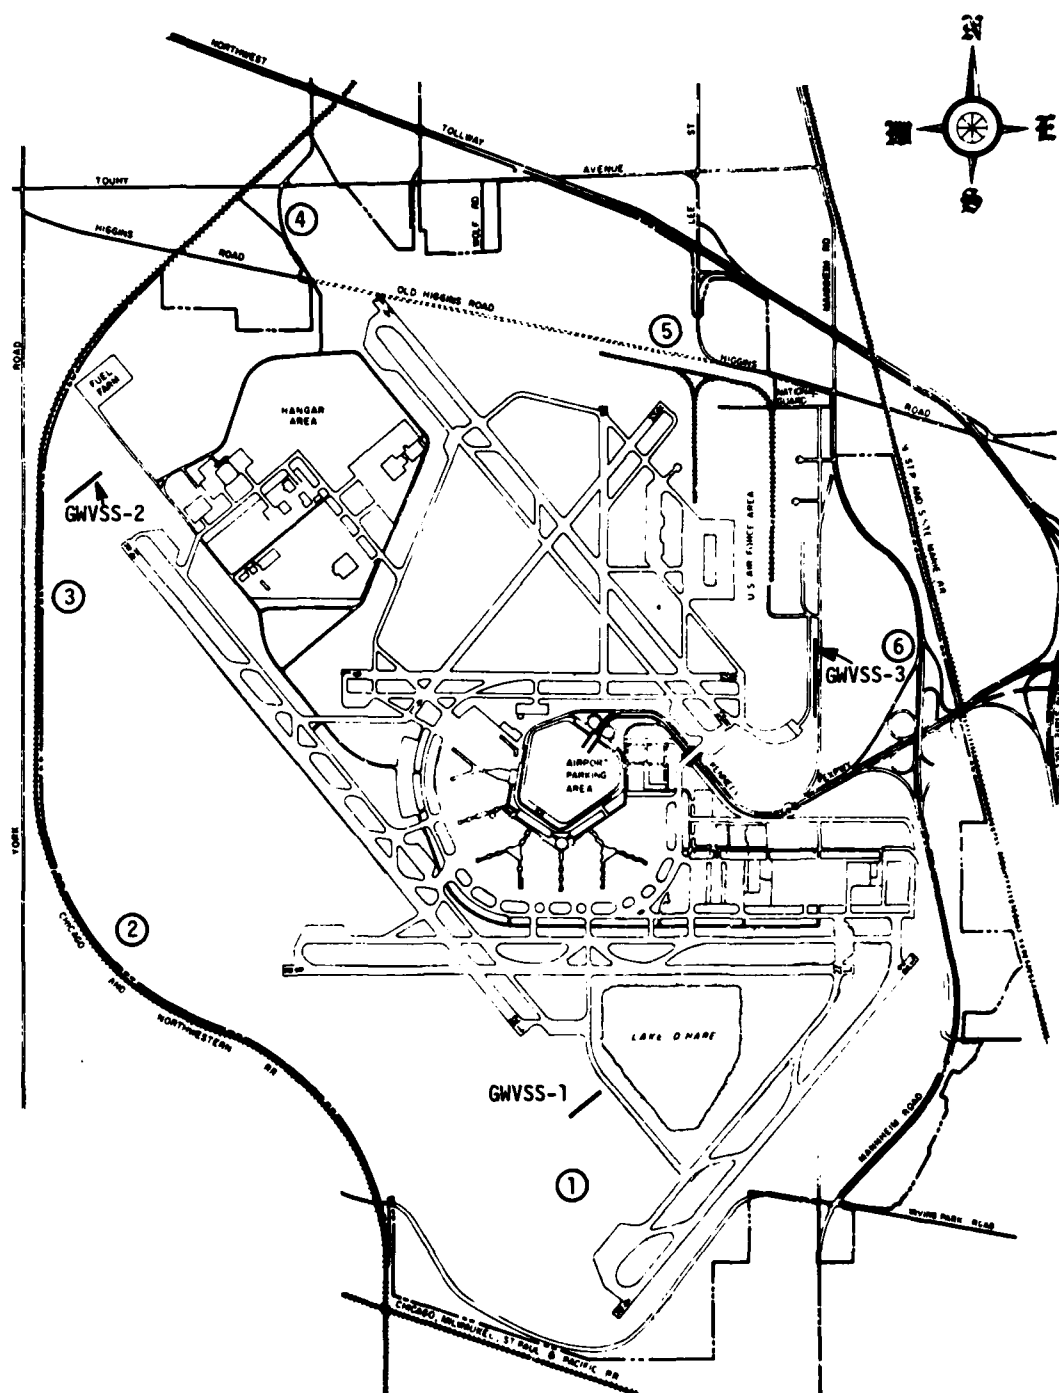 N
W
E
S
NORTHWEST
TOLLWAY
TOUHY
AVENUE
LEE ST
WOLF RD
MANNHEIM RD
4
HIGGINS
ROAD
OLD HIGGINS ROAD
5
HIGGINS
ROAD
NATIONAL
GUARD
ROAD
FUEL
FARM
HANGAR
AREA
GWVSS-2
U S AIR FORCE AREA
3
6
GWVSS-3
AIRPORT
PARKING
AREA
YORK
CHICAGO
AND
NORTHWESTERN
RR
2
LAKE O HARE
GWVSS-1
MANNHEIM ROAD
1
IRVING PARK ROAD
CHICAGO, MILWAUKEE, ST PAUL & PACIFIC RR